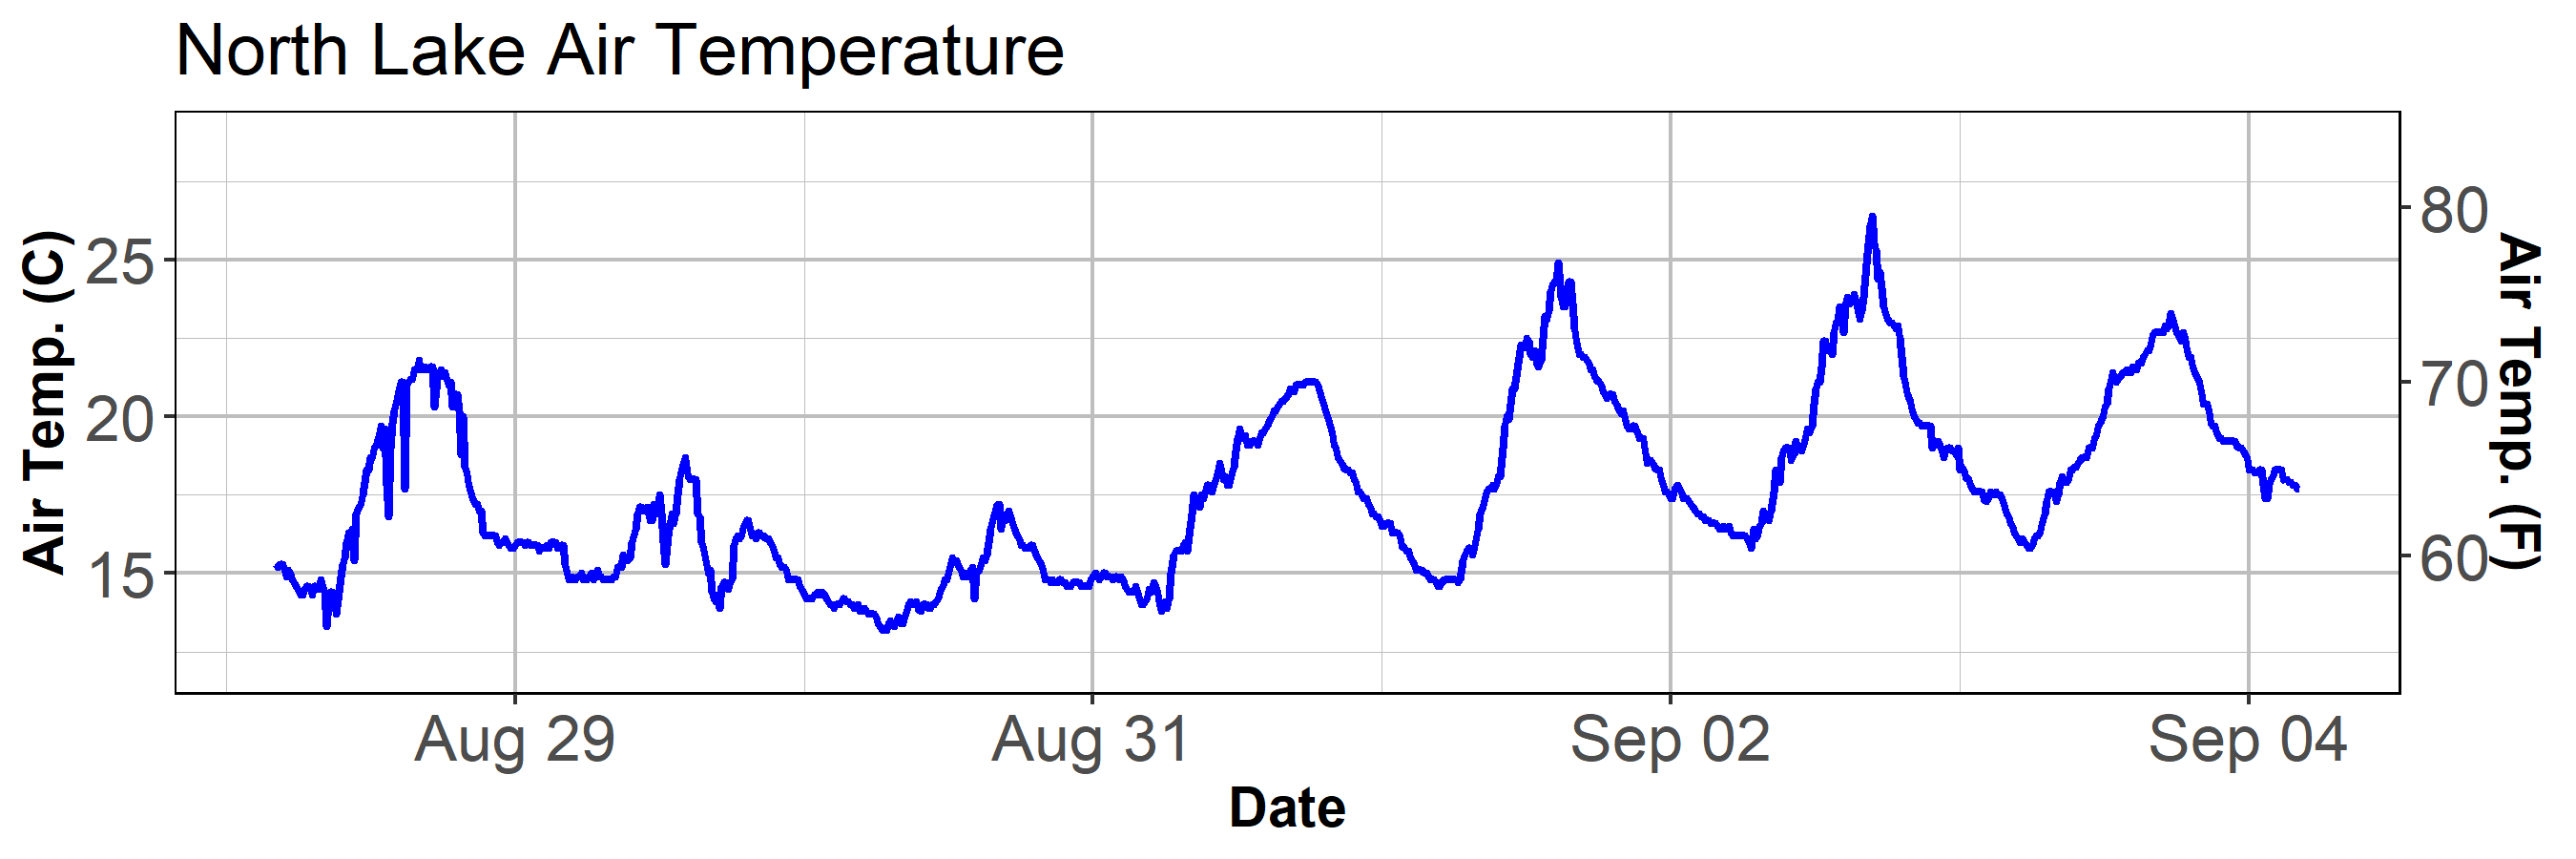 North Lake Air Temperature
Air Temp. (C)
25
20
15
80
70
60
Air Temp. (F)
Aug 29 Aug 31 Sep 02 Sep 04
Date